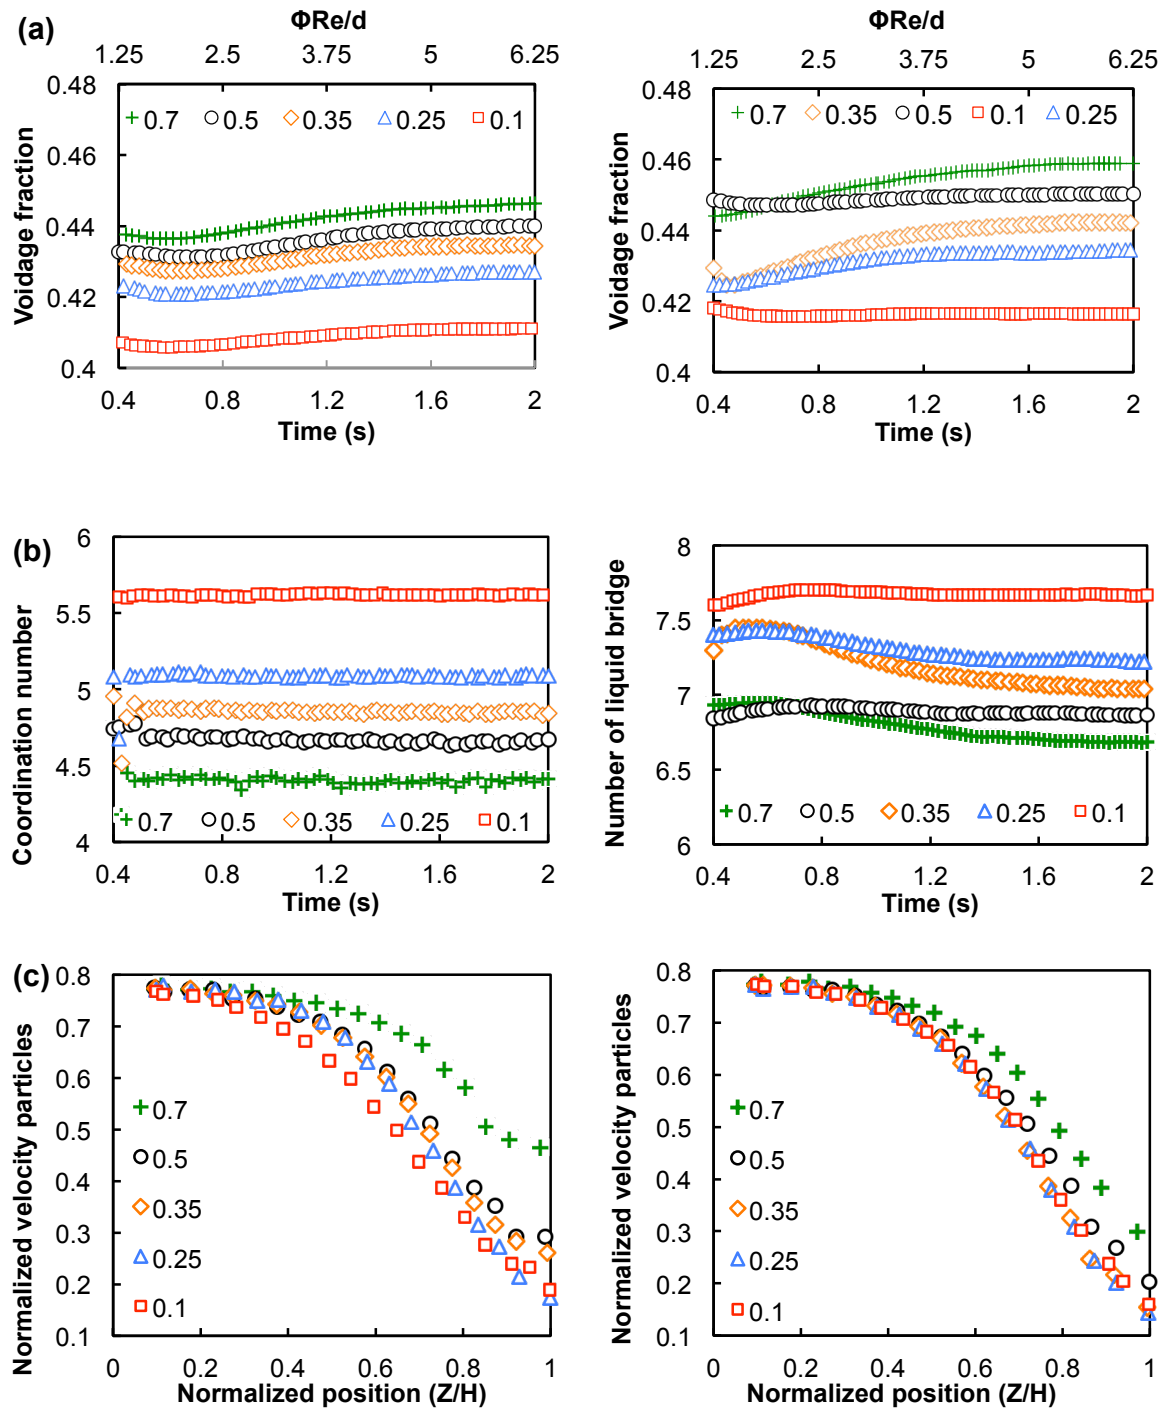 (a)
ΦRe/d
1.25 2.5 3.75 5 6.25
0.48
0.46
0.44
0.42
0.4
Voidage fraction
0.7 0.5 0.35 0.25 0.1
0.4 0.8 1.2 1.6 2
Time (s)
ΦRe/d
1.25 2.5 3.75 5 6.25
0.48
0.46
0.44
0.42
0.4
Voidage fraction
0.7 0.35 0.5 0.1 0.25
0.4 0.8 1.2 1.6 2
Time (s)
(b)
6
5.5
5
4.5
4
Coordination number
0.7 0.5 0.35 0.25 0.1
0.4 0.8 1.2 1.6 2
Time (s)
8
7.5
7
6.5
6
Number of liquid bridge
0.7 0.5 0.35 0.25 0.1
0.4 0.8 1.2 1.6 2
Time (s)
(c)
0.8
0.7
0.6
0.5
0.4
0.3
0.2
0.1
Normalized velocity particles
0.7
0.5
0.35
0.25
0.1
0 0.2 0.4 0.6 0.8 1
Normalized position (Z/H)
0.8
0.7
0.6
0.5
0.4
0.3
0.2
0.1
Normalized velocity particles
0.7
0.5
0.35
0.25
0.1
0 0.2 0.4 0.6 0.8 1
Normalized position (Z/H)